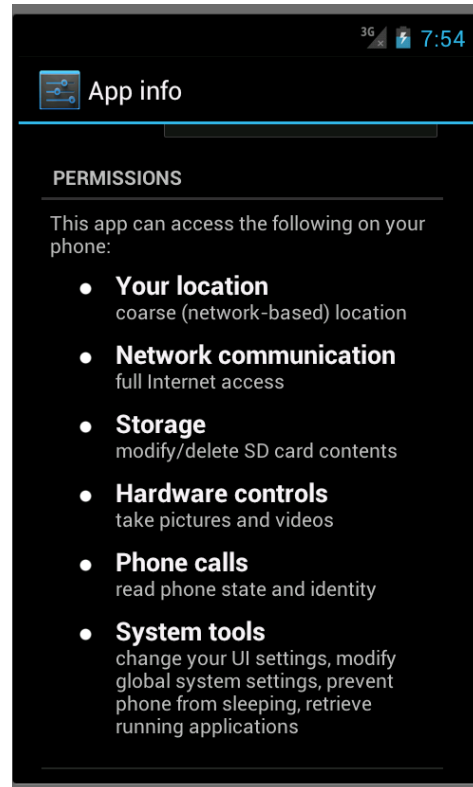 3G 7:54
App info
PERMISSIONS
This app can access the following on your
phone:
Your location
coarse (network-based) location
Network communication
full Internet access
Storage
modify/delete SD card contents
Hardware controls
take pictures and videos
Phone calls
read phone state and identity
System tools
change your UI settings, modify
global system settings, prevent
phone from sleeping, retrieve
running applications